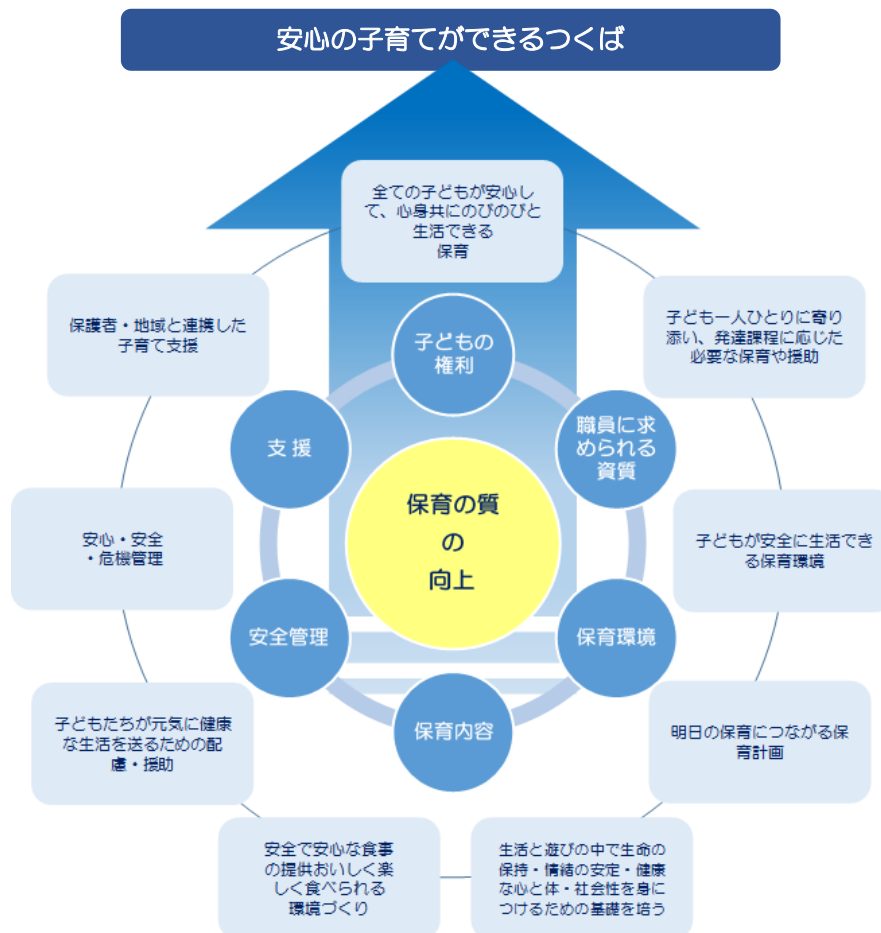 安心の子育てができるつくば
全ての子どもが安心し
て、心身共にのびのびと
生活できる
保育
子ども一人ひとりに寄り
添い、発達課程に応じた
必要な保育や援助
子どもが安全に生活でき
る保育環境
明日の保育につながる保
育計画
生活と遊びの中で生命の
保持・情緒の安定・健康
な心と体・社会性を身に
つけるための基礎を培う
安全で安心な食事
の提供おいしく楽
しく食べられる
環境づくり
子どもたちが元気に健康
な生活を送るための配
慮・援助
安心・安全
・危機管理
保護者・地域と連携した
子育て支援
子どもの
権利
職員に求
められる
資質
保育環境
保育内容
安全管理
支 援
保育の質
の
向上